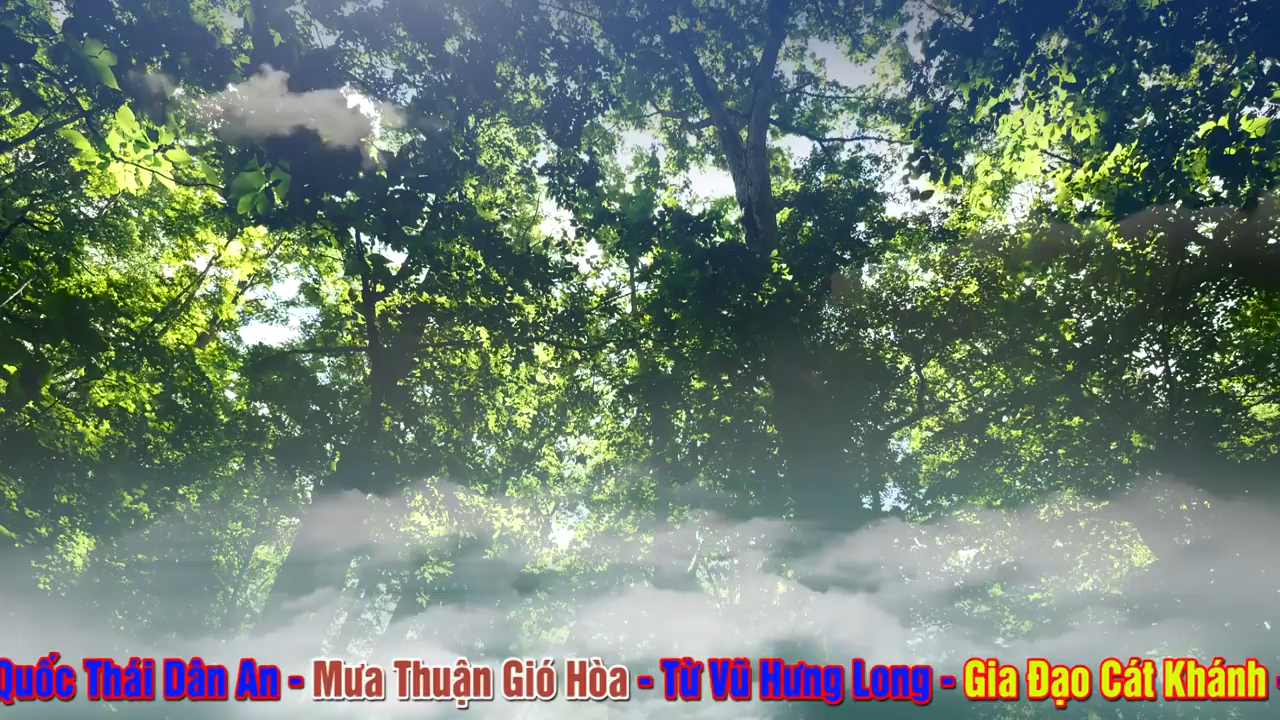 Quốc Thái Dân An - Mưa Thuận Gió Hòa - Từ Vũ Hưng Long - Gia Đạo Cát Khánh -